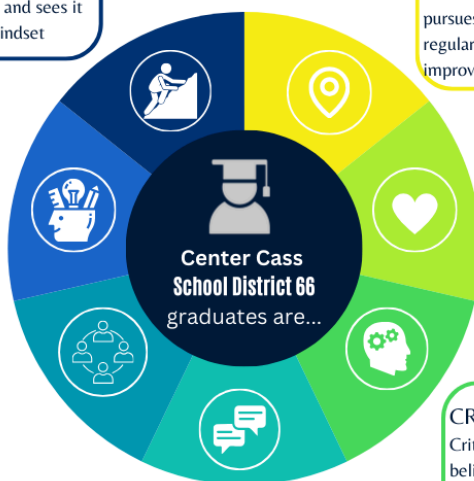 and sees it
indset
pursues
regular
improv
Center Cass
School District 66
graduates are...
CR
Crit
beli